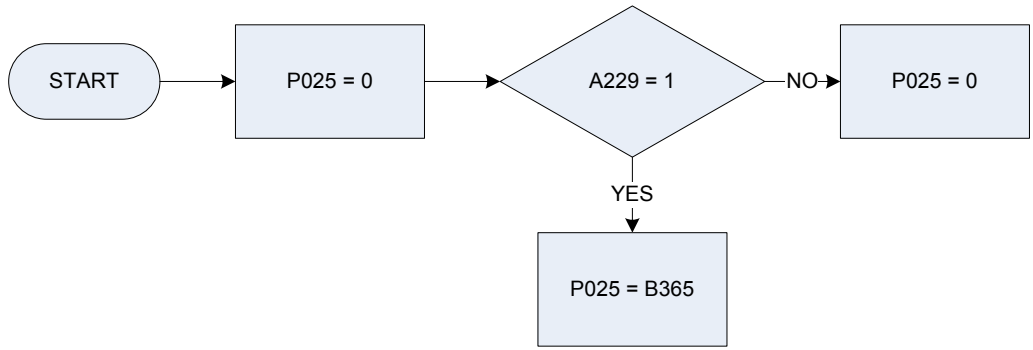 START
P025 = 0
A229 = 1
NO
P025 = 0
YES
P025 = B365